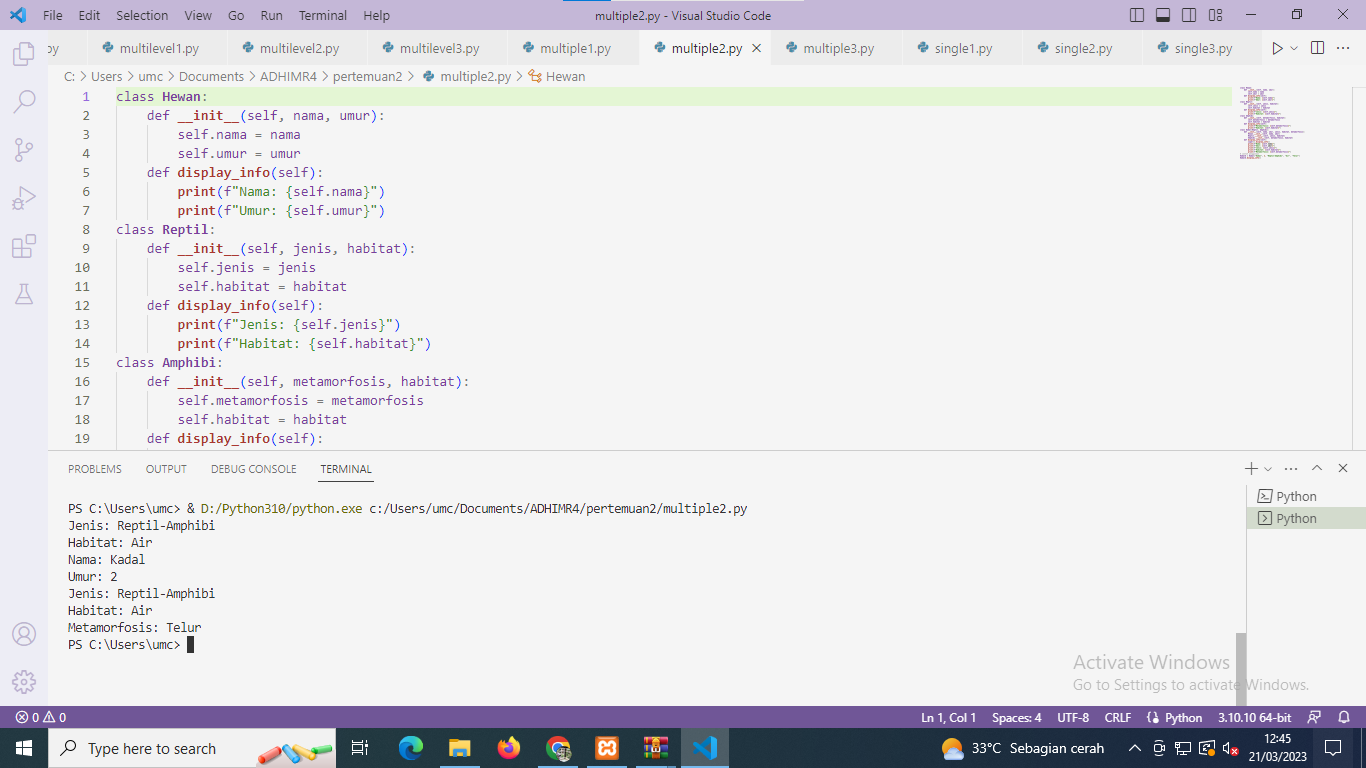 File Edit Selection View Go Run Terminal Help
multiple2.py - Visual Studio Code
py multilevel1.py multilevel2.py multilevel3.py multiple1.py multiple2.py multiple3.py single1.py single2.py single3.py
C: > Users > umc > Documents > ADHIMR4 > pertemuan2 > multiple2.py > Hewan
1 class Hewan:
2     def __init__(self, nama, umur):
3         self.nama = nama
4         self.umur = umur
5     def display_info(self):
6         print(f"Nama: {self.nama}")
7         print(f"Umur: {self.umur}")
8 class Reptil:
9     def __init__(self, jenis, habitat):
10         self.jenis = jenis
11         self.habitat = habitat
12     def display_info(self):
13         print(f"Jenis: {self.jenis}")
14         print(f"Habitat: {self.habitat}")
15 class Amphibi:
16     def __init__(self, metamorfosis, habitat):
17         self.metamorfosis = metamorfosis
18         self.habitat = habitat
19     def display_info(self):
PROBLEMS OUTPUT DEBUG CONSOLE TERMINAL
PS C:\Users\umc> & D:/Python310/python.exe c:/Users/umc/Documents/ADHIMR4/pertemuan2/multiple2.py
Jenis: Reptil-Amphibi
Habitat: Air
Nama: Kadal
Umur: 2
Jenis: Reptil-Amphibi
Habitat: Air
Metamorfosis: Telur
PS C:\Users\umc>
Python
Python
Activate Windows
Go to Settings to activate Windows.
0 0 Ln 1, Col 1 Spaces: 4 UTF-8 CRLF Python 3.10.10 64-bit
Type here to search
33°C Sebagian cerah
12:45
21/03/2023